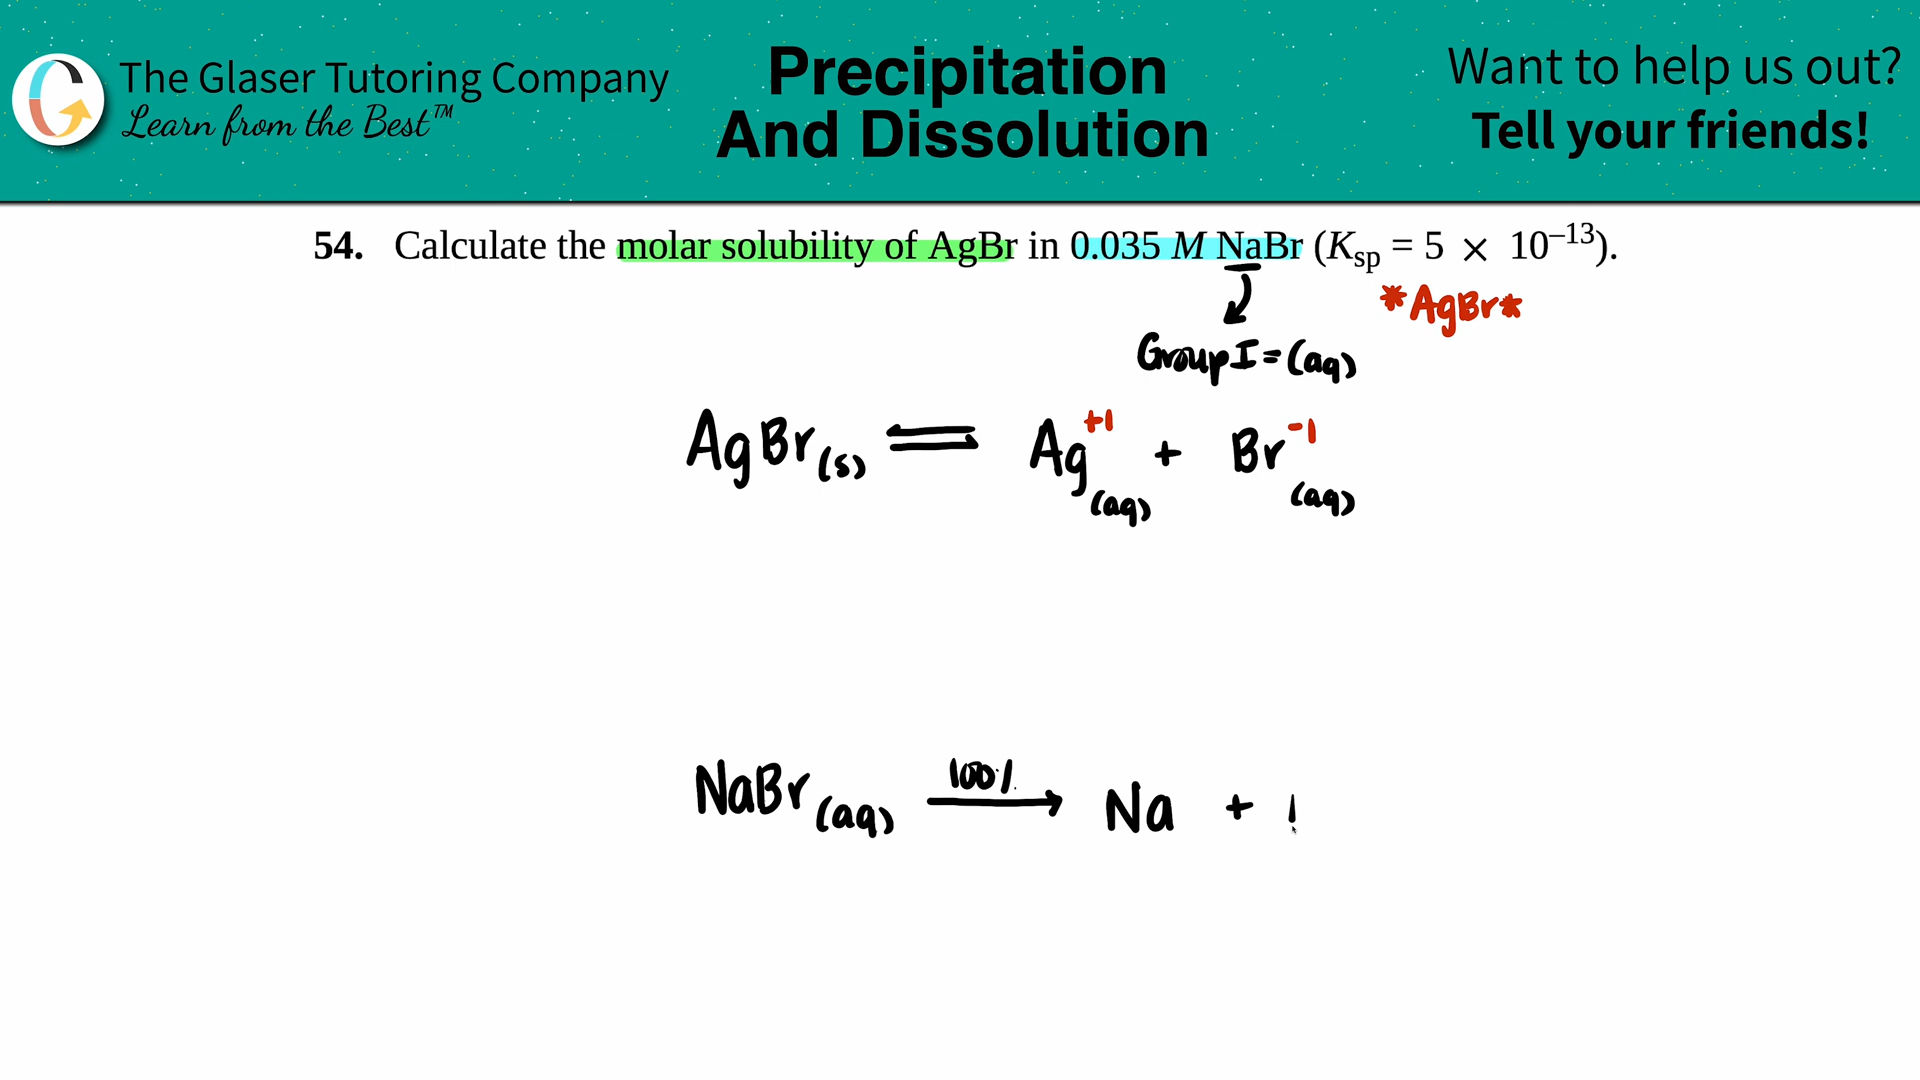 The Glaser Tutoring Company
Learn from the Best™
Precipitation
And Dissolution
Want to help us out?
Tell your friends!
54. Calculate the molar solubility of AgBr in 0.035 M NaBr (Ksp = 5 × 10⁻¹³).
*AgBr*
Group I = (aq)
AgBr(s) ⇌ Ag⁺¹(aq) + Br⁻¹(aq)
100%
NaBr(aq) → Na +